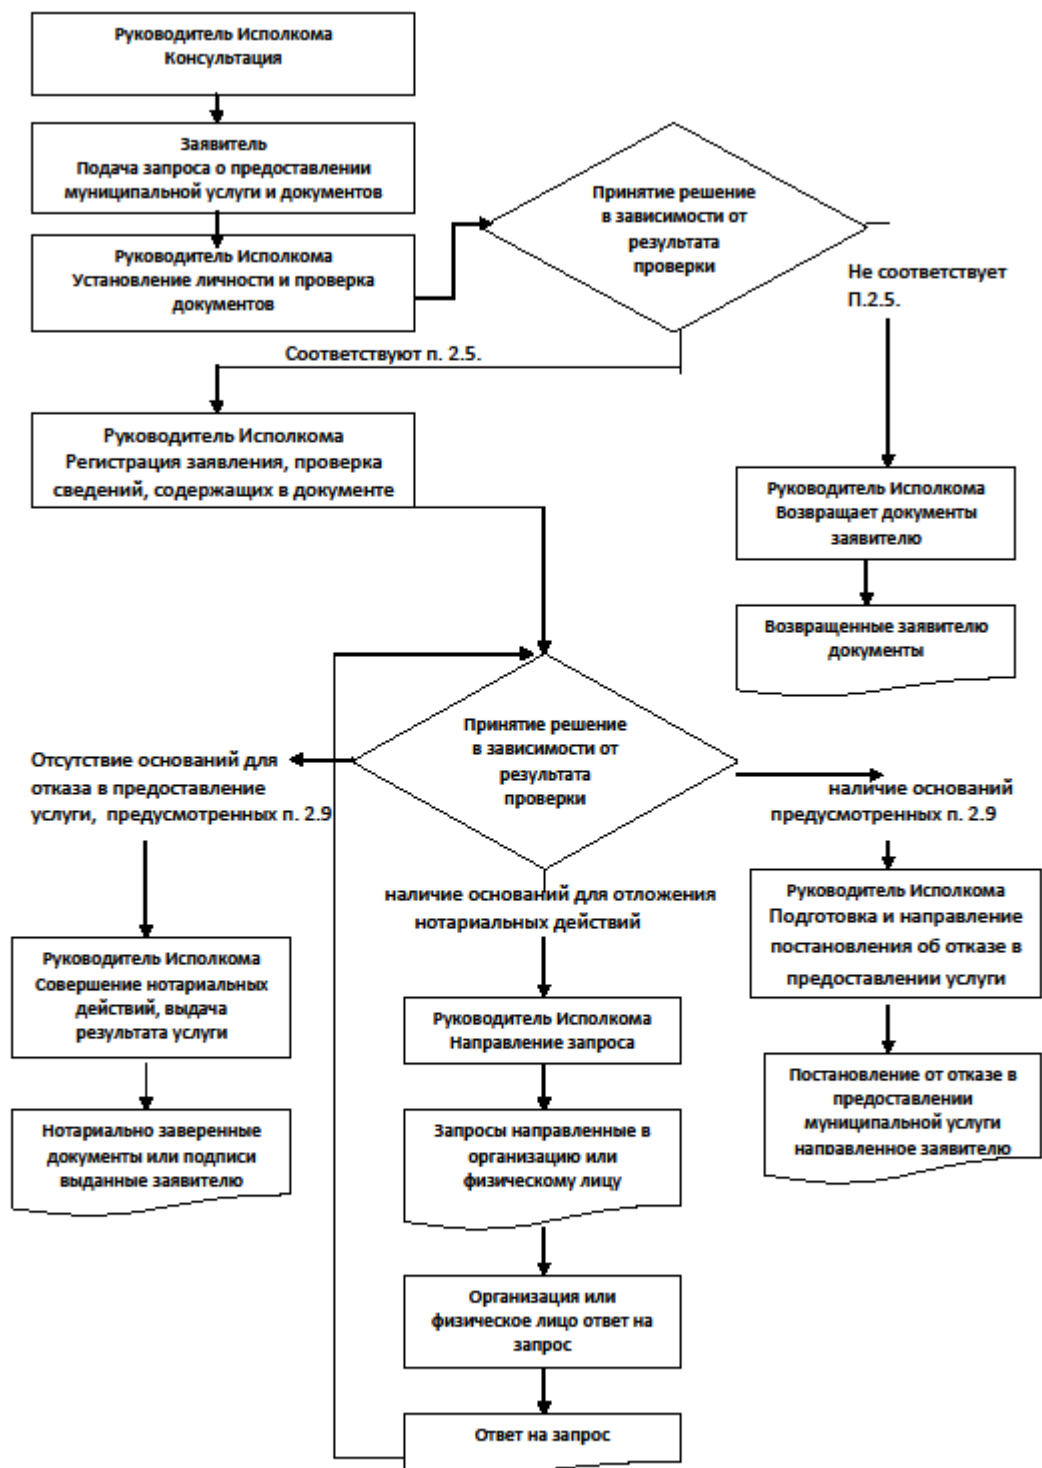 Руководитель Исполкома
Консультация
Заявитель
Подача запроса о предоставлении
муниципальной услуги и документов
Руководитель Исполкома
Установление личности и проверка
документов
Принятие решение
в зависимости от
результата
проверки
Не соответствует
П.2.5.
Соответствуют п. 2.5.
Руководитель Исполкома
Регистрация заявления, проверка
сведений, содержащих в документе
Руководитель Исполкома
Возвращает документы
заявителю
Возвращенные заявителю
документы
Принятие решение
в зависимости от
результата
проверки
Отсутствие оснований для
отказа в предоставление
услуги, предусмотренных п. 2.9
наличие оснований
предусмотренных п. 2.9
наличие оснований для отложения
нотариальных действий
Руководитель Исполкома
Подготовка и направление
постановления об отказе в
предоставлении услуги
Руководитель Исполкома
Совершение нотариальных
действий, выдача
результата услуги
Руководитель Исполкома
Направление запроса
Постановление от отказе в
предоставлении
муниципальной услуги
направленное заявителю
Нотариально заверенные
документы или подписи
выданные заявителю
Запросы направленные в
организацию или
физическому лицу
Организация или
физическое лицо ответ на
запрос
Ответ на запрос